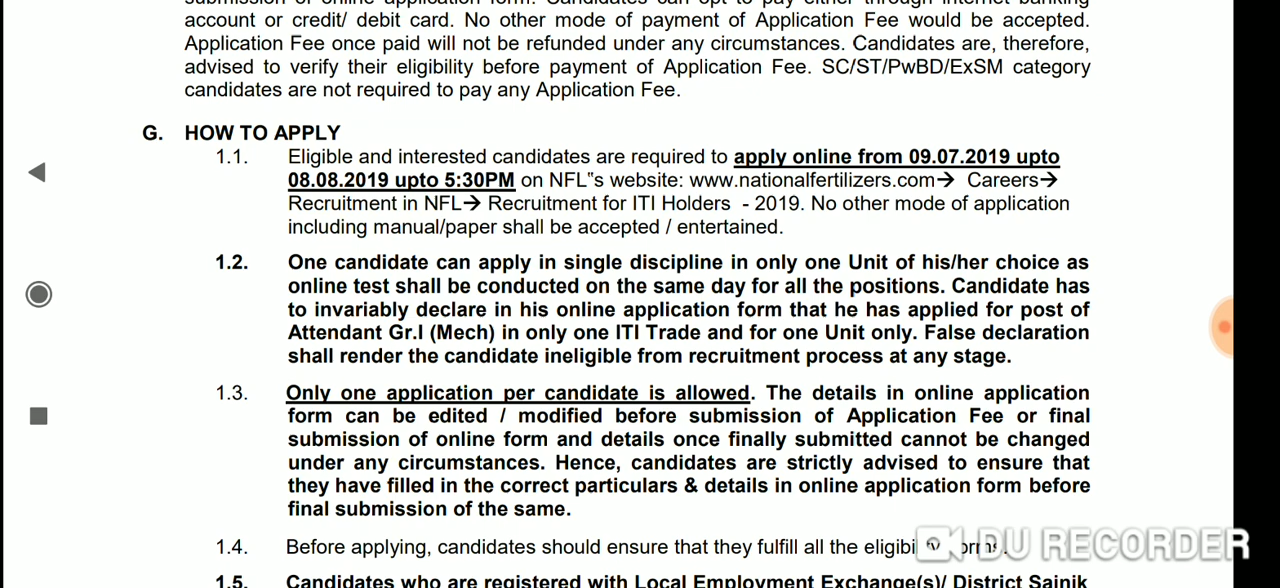 submission of online application form. Candidates can opt to pay either through internet banking
account or credit/ debit card. No other mode of payment of Application Fee would be accepted.
Application Fee once paid will not be refunded under any circumstances. Candidates are, therefore,
advised to verify their eligibility before payment of Application Fee. SC/ST/PwBD/ExSM category
candidates are not required to pay any Application Fee.
G. HOW TO APPLY
1.1. Eligible and interested candidates are required to apply online from 09.07.2019 upto
08.08.2019 upto 5:30PM on NFL‟s website: www.nationalfertilizers.com→ Careers→
Recruitment in NFL→ Recruitment for ITI Holders - 2019. No other mode of application
including manual/paper shall be accepted / entertained.
1.2. One candidate can apply in single discipline in only one Unit of his/her choice as
online test shall be conducted on the same day for all the positions. Candidate has
to invariably declare in his online application form that he has applied for post of
Attendant Gr.I (Mech) in only one ITI Trade and for one Unit only. False declaration
shall render the candidate ineligible from recruitment process at any stage.
1.3. Only one application per candidate is allowed. The details in online application
form can be edited / modified before submission of Application Fee or final
submission of online form and details once finally submitted cannot be changed
under any circumstances. Hence, candidates are strictly advised to ensure that
they have filled in the correct particulars & details in online application form before
final submission of the same.
1.4. Before applying, candidates should ensure that they fulfill all the
DU RECORDER
1.5. Candidates who are registered with Local Employment Exchange(s)/ District Sainik